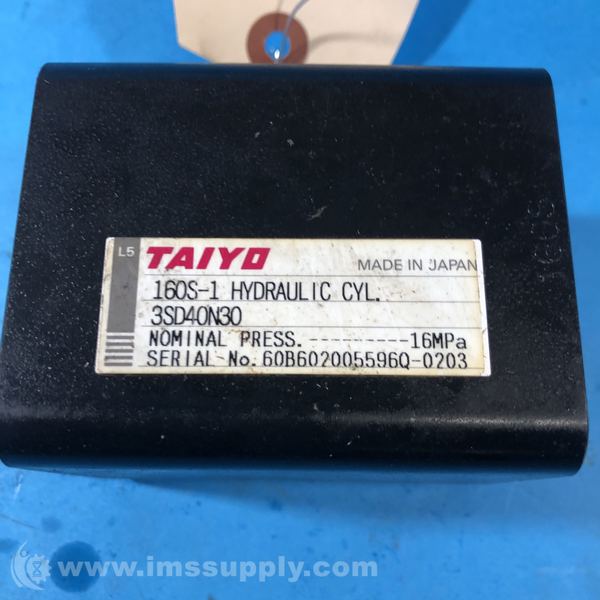 L5 TAIYO MADE IN JAPAN
160S-1 HYDRAULIC CYL.
3SD40N30
NOMINAL PRESS. ---------16MPa
SERIAL No. 60B602005596Q-0203
160S
www.imssupply.com